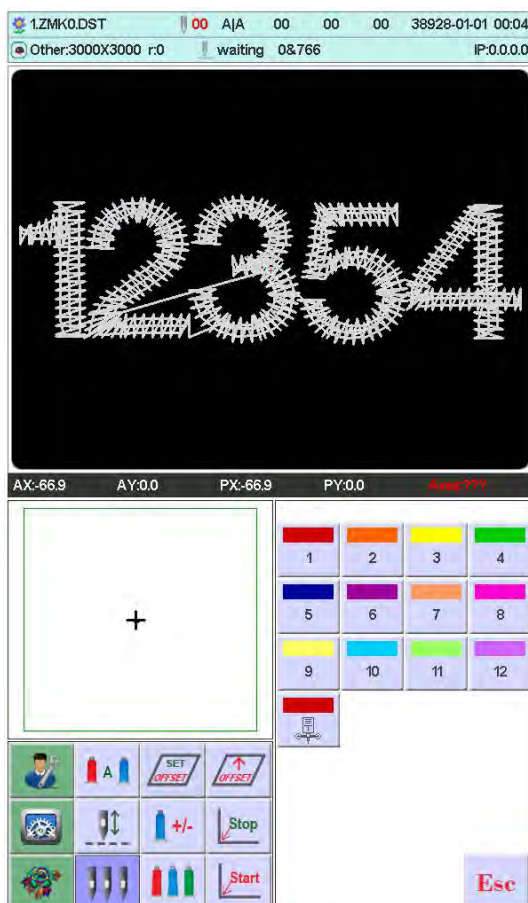 1.ZMK0.DST 00 A|A 00 00 00 38928-01-01 00:04
Other:3000X3000 r:0 waiting 0&766 IP:0.0.0.0
12354
AX:-66.9 AY:0.0 PX:-66.9 PY:0.0
1 2 3 4
5 6 7 8
9 10 11 12
A SET OFFSET OFFSET
+/- Stop
Start
Esc